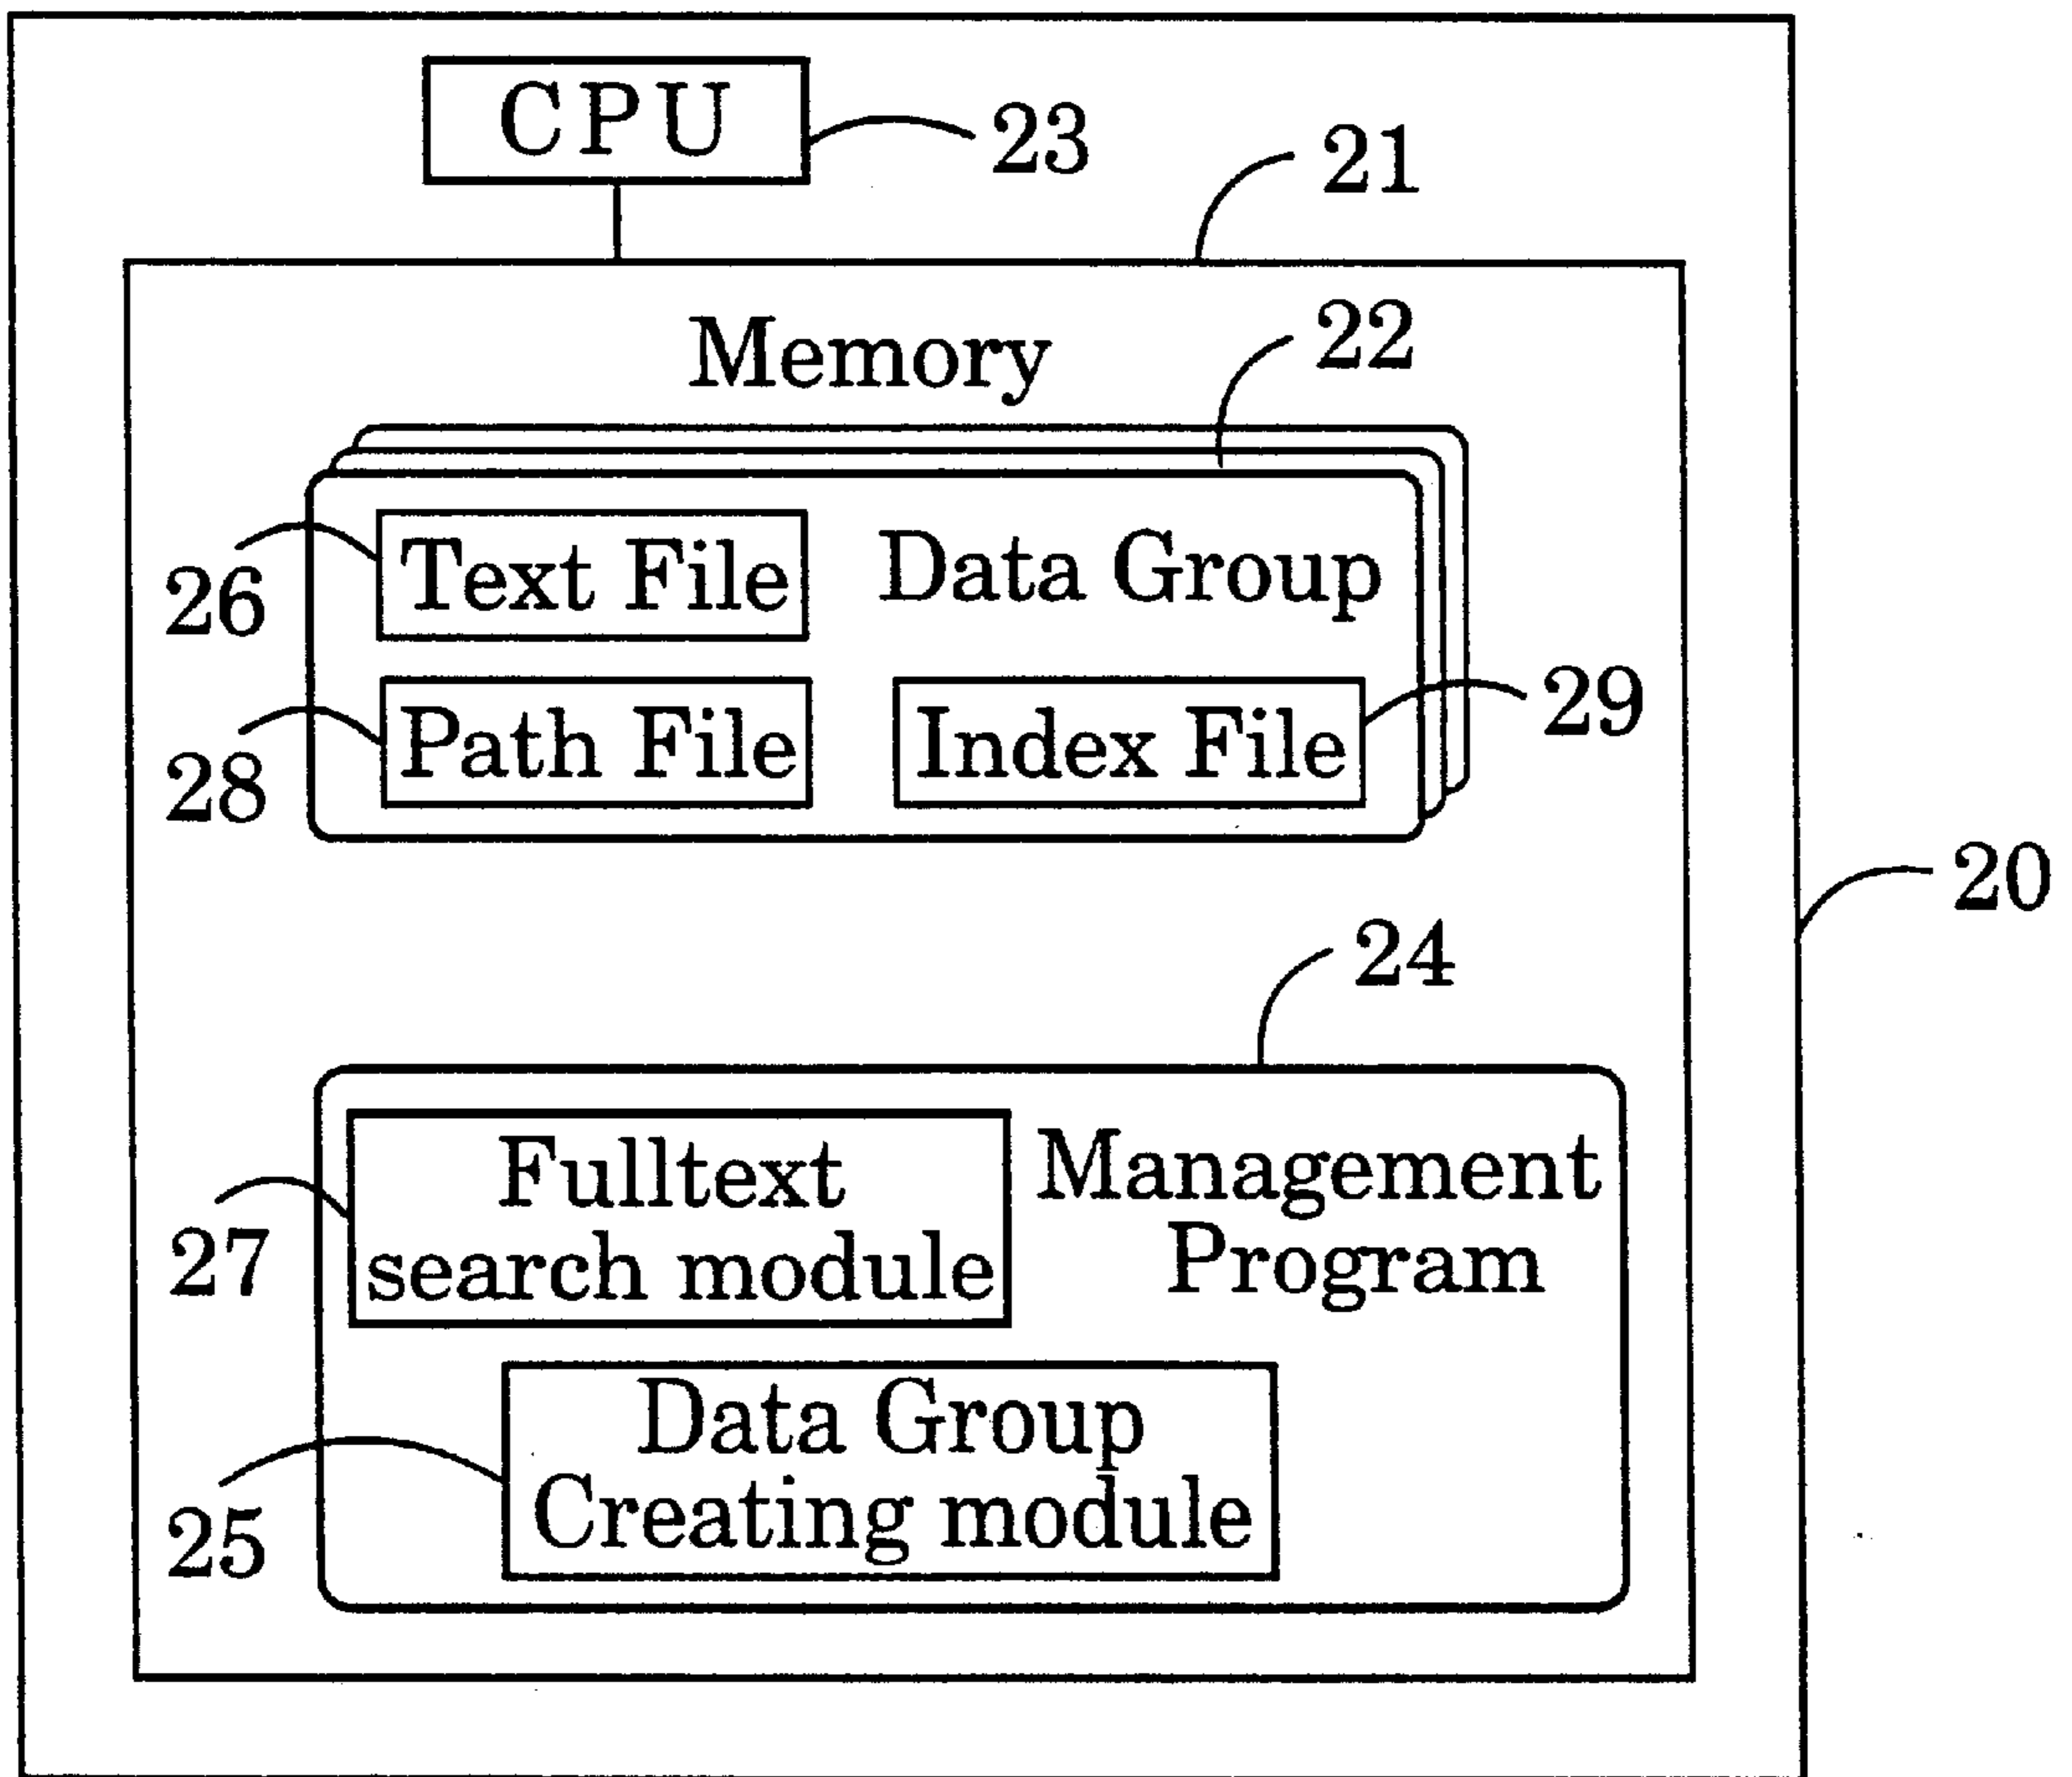 CPU
23
21
Memory
22
Text File
Data Group
26
Path File
Index File
29
28
20
24
Fulltext
search module
Management
Program
27
Data Group
Creating module
25